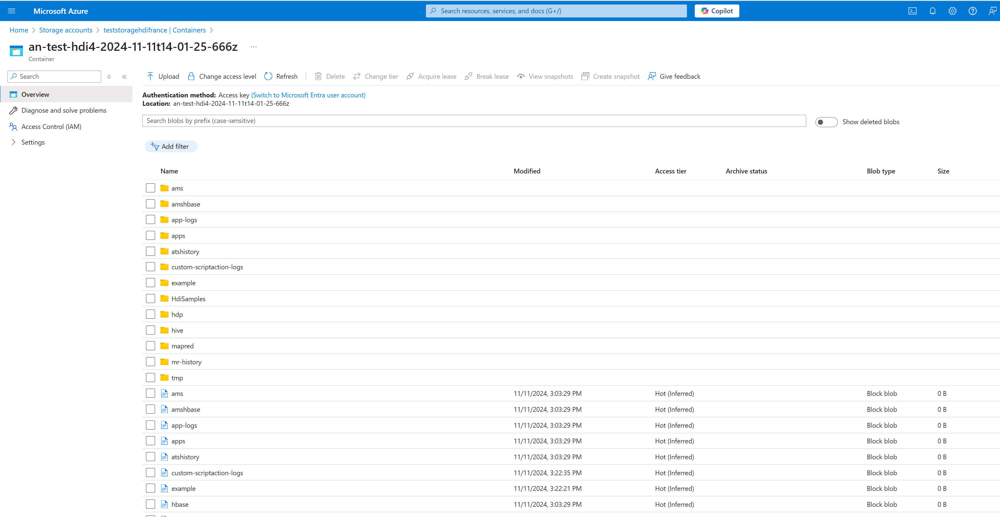 Microsoft Azure
Search resources, services, and docs (G+/)
Copilot
Home > Storage accounts > teststoragehdifrance | Containers >
an-test-hdi4-2024-11-11t14-01-25-666z ...
Container
Search
Upload Change access level Refresh Delete Change tier Acquire lease Break lease View snapshots Create snapshot Give feedback
Overview
Diagnose and solve problems
Access Control (IAM)
Settings
Authentication method: Access key (Switch to Microsoft Entra user account)
Location: an-test-hdi4-2024-11-11t14-01-25-666z
Search blobs by prefix (case-sensitive)
Show deleted blobs
Add filter
Name Modified Access tier Archive status Blob type Size
ams
amshbase
app-logs
apps
atshistory
custom-scriptaction-logs
example
HdiSamples
hdp
hive
mapred
mr-history
tmp
ams 11/11/2024, 3:03:29 PM Hot (Inferred) Block blob 0 B
amshbase 11/11/2024, 3:03:29 PM Hot (Inferred) Block blob 0 B
app-logs 11/11/2024, 3:03:29 PM Hot (Inferred) Block blob 0 B
apps 11/11/2024, 3:03:29 PM Hot (Inferred) Block blob 0 B
atshistory 11/11/2024, 3:03:29 PM Hot (Inferred) Block blob 0 B
custom-scriptaction-logs 11/11/2024, 3:22:35 PM Hot (Inferred) Block blob 0 B
example 11/11/2024, 3:22:21 PM Hot (Inferred) Block blob 0 B
hbase 11/11/2024, 3:03:29 PM Hot (Inferred) Block blob 0 B